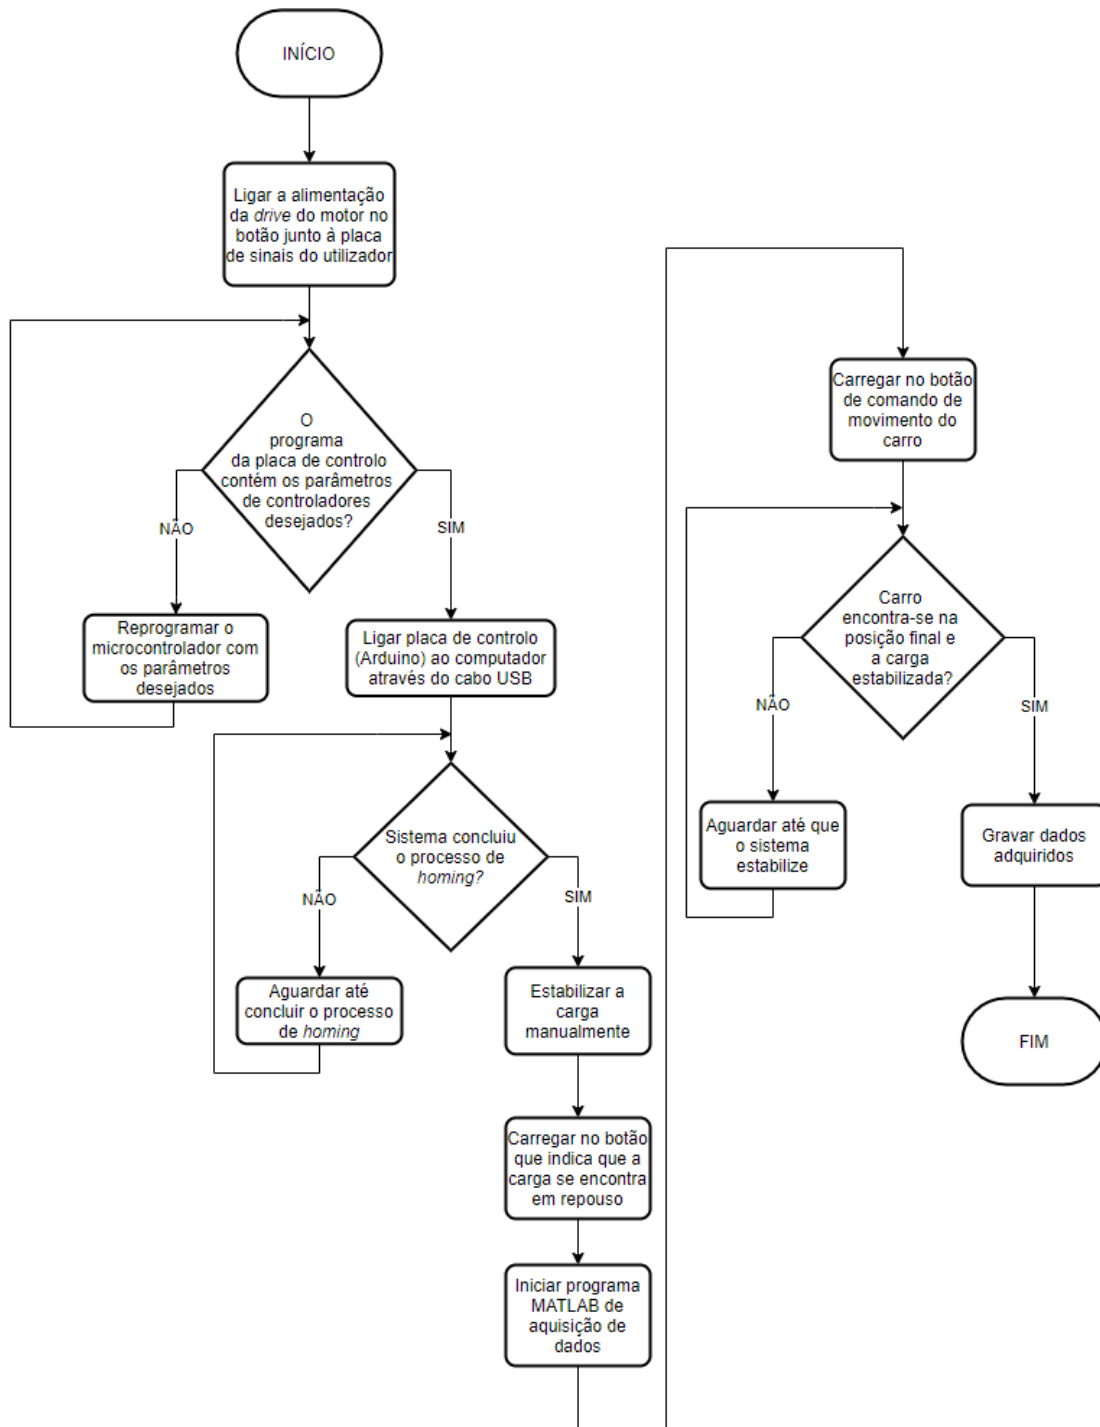 INÍCIO
Ligar a alimentação
da drive do motor no
botão junto à placa
de sinais do utilizador
O
programa
da placa de controlo
contém os parâmetros
de controladores
desejados?
NÃO
SIM
Reprogramar o
microcontrolador com
os parâmetros
desejados
Ligar placa de controlo
(Arduino) ao computador
através do cabo USB
Sistema concluiu
o processo de
homing?
NÃO
SIM
Aguardar até
concluir o processo
de homing
Estabilizar a
carga
manualmente
Carregar no botão
que indica que a
carga se encontra
em repouso
Iniciar programa
MATLAB de
aquisição de
dados
Carregar no botão
de comando de
movimento do
carro
Carro
encontra-se na
posição final e
a carga
estabilizada?
NÃO
SIM
Aguardar até que
o sistema
estabilize
Gravar dados
adquiridos
FIM